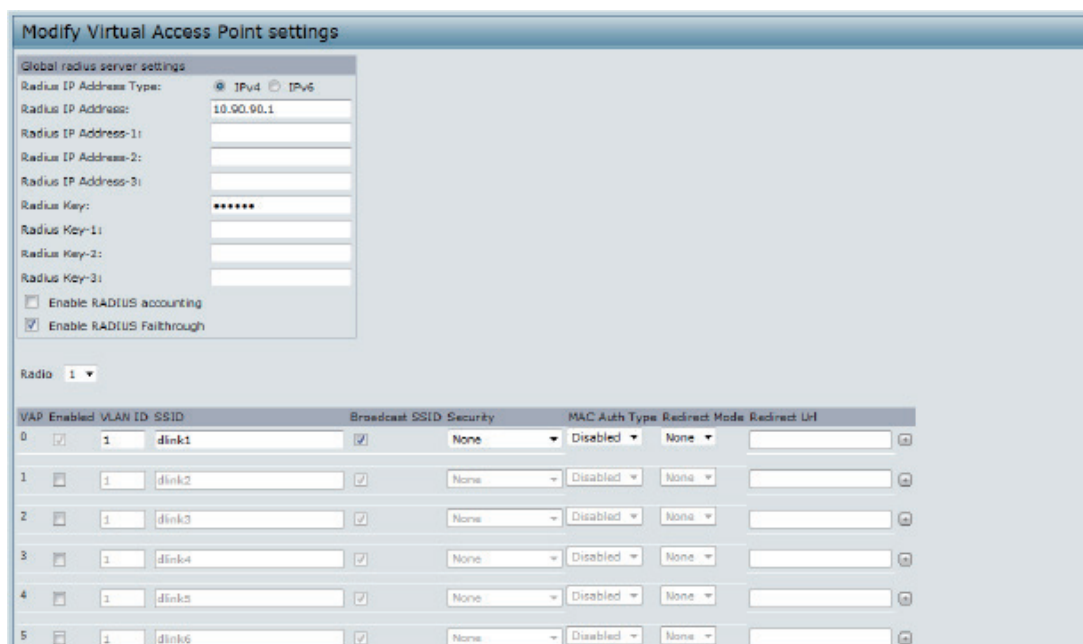 Modify Virtual Access Point settings
Global radius server settings
Radius IP Address Type: IPv4 IPv6
Radius IP Address: 10.90.90.1
Radius IP Address-1:
Radius IP Address-2:
Radius IP Address-3:
Radius Key: ••••••
Radius Key-1:
Radius Key-2:
Radius Key-3:
Enable RADIUS accounting
Enable RADIUS Failthrough
Radio 1
VAP Enabled VLAN ID SSID Broadcast SSID Security MAC Auth Type Redirect Mode Redirect Url
0 1 dlink1 None Disabled None
1 1 dlink2 None Disabled None
2 1 dlink3 None Disabled None
3 1 dlink4 None Disabled None
4 1 dlink5 None Disabled None
5 1 dlink6 None Disabled None